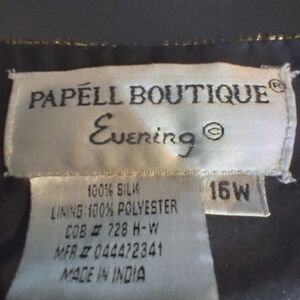 PAPÉLL BOUTIQUE®
Evening ©
16W
100% SILK
LINING: 100% POLYESTER
COB # 728 H-W
MFR # 044472341
MADE IN INDIA